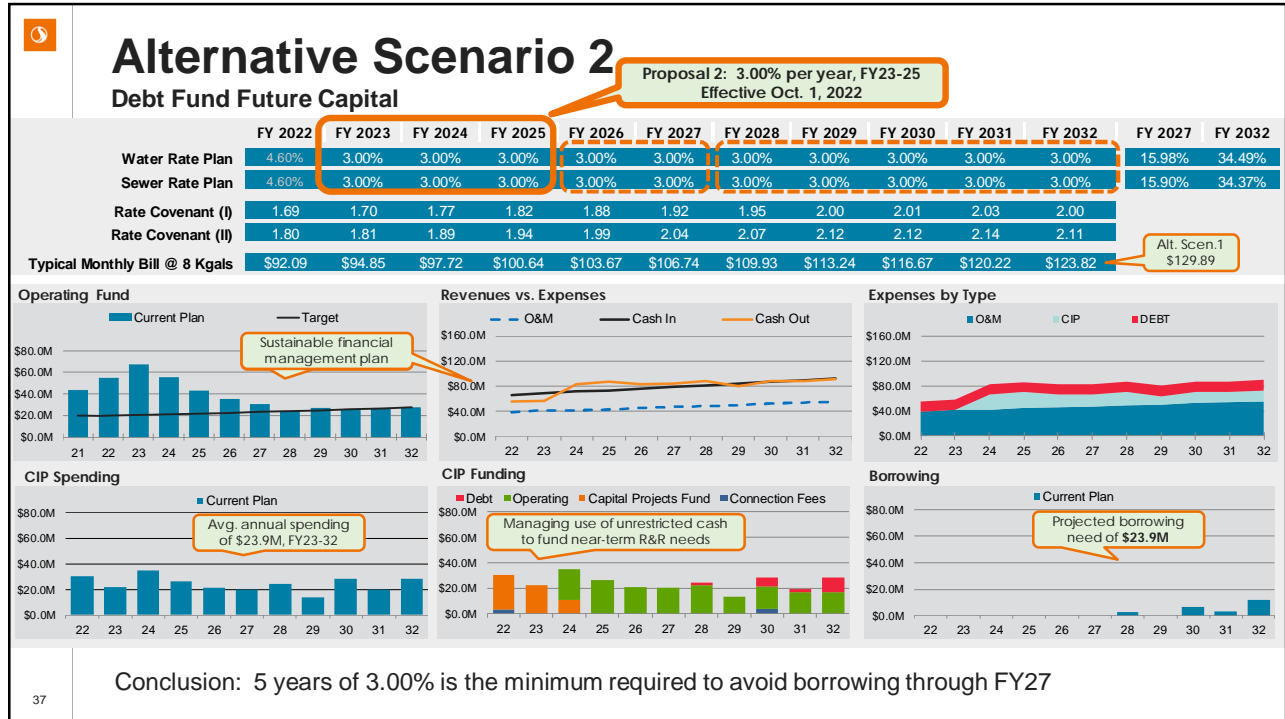 Alternative Scenario 2
Debt Fund Future Capital
Proposal 2: 3.00% per year, FY23-25
Effective Oct. 1, 2022
FY 2022 FY 2023 FY 2024 FY 2025 FY 2026 FY 2027 FY 2028 FY 2029 FY 2030 FY 2031 FY 2032 FY 2027 FY 2032
Water Rate Plan 4.60% 3.00% 3.00% 3.00% 3.00% 3.00% 3.00% 3.00% 3.00% 3.00% 3.00% 15.98% 34.49%
Sewer Rate Plan 4.60% 3.00% 3.00% 3.00% 3.00% 3.00% 3.00% 3.00% 3.00% 3.00% 3.00% 15.90% 34.37%
Rate Covenant (I) 1.69 1.70 1.77 1.82 1.88 1.92 1.95 2.00 2.01 2.03 2.00
Rate Covenant (II) 1.80 1.81 1.89 1.94 1.99 2.04 2.07 2.12 2.12 2.14 2.11
Typical Monthly Bill @ 8 Kgals $92.09 $94.85 $97.72 $100.64 $103.67 $106.74 $109.93 $113.24 $116.67 $120.22 $123.82
Alt. Scen.1
$129.89
Operating Fund
Current Plan Target
Sustainable financial
management plan
$80.0M
$60.0M
$40.0M
$20.0M
$0.0M
21 22 23 24 25 26 27 28 29 30 31 32
Revenues vs. Expenses
O&M Cash In Cash Out
$160.0M
$120.0M
$80.0M
$40.0M
$0.0M
22 23 24 25 26 27 28 29 30 31 32
Expenses by Type
O&M CIP DEBT
$160.0M
$120.0M
$80.0M
$40.0M
$0.0M
22 23 24 25 26 27 28 29 30 31 32
CIP Spending
Current Plan
Avg. annual spending
of $23.9M, FY23-32
$80.0M
$60.0M
$40.0M
$20.0M
$0.0M
22 23 24 25 26 27 28 29 30 31 32
CIP Funding
Debt Operating Capital Projects Fund Connection Fees
Managing use of unrestricted cash
to fund near-term R&R needs
$80.0M
$60.0M
$40.0M
$20.0M
$0.0M
22 23 24 25 26 27 28 29 30 31 32
Borrowing
Current Plan
Projected borrowing
need of $23.9M
$80.0M
$60.0M
$40.0M
$20.0M
$0.0M
22 23 24 25 26 27 28 29 30 31 32
Conclusion: 5 years of 3.00% is the minimum required to avoid borrowing through FY27
37